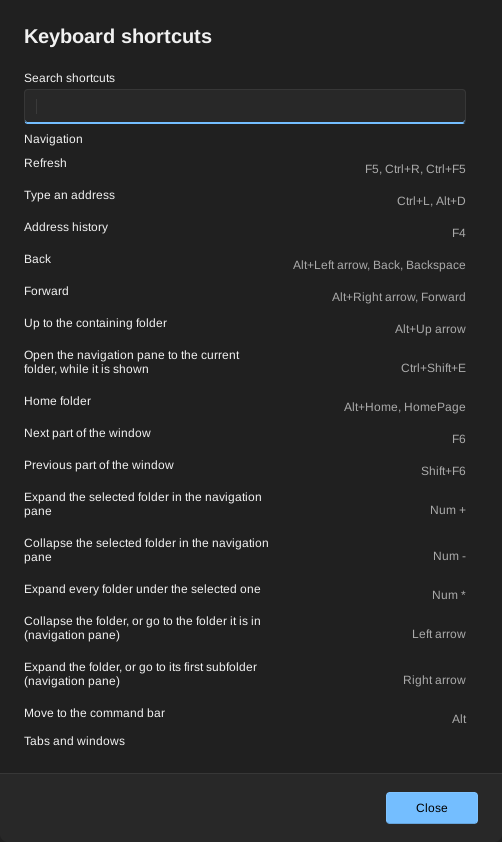 Keyboard shortcuts
Search shortcuts
Navigation
Refresh
F5, Ctrl+R, Ctrl+F5
Type an address
Ctrl+L, Alt+D
Address history
F4
Back
Alt+Left arrow, Back, Backspace
Forward
Alt+Right arrow, Forward
Up to the containing folder
Alt+Up arrow
Open the navigation pane to the current
folder, while it is shown
Ctrl+Shift+E
Home folder
Alt+Home, HomePage
Next part of the window
F6
Previous part of the window
Shift+F6
Expand the selected folder in the navigation
pane
Num +
Collapse the selected folder in the navigation
pane
Num -
Expand every folder under the selected one
Num *
Collapse the folder, or go to the folder it is in
(navigation pane)
Left arrow
Expand the folder, or go to its first subfolder
(navigation pane)
Right arrow
Move to the command bar
Alt
Tabs and windows
Close